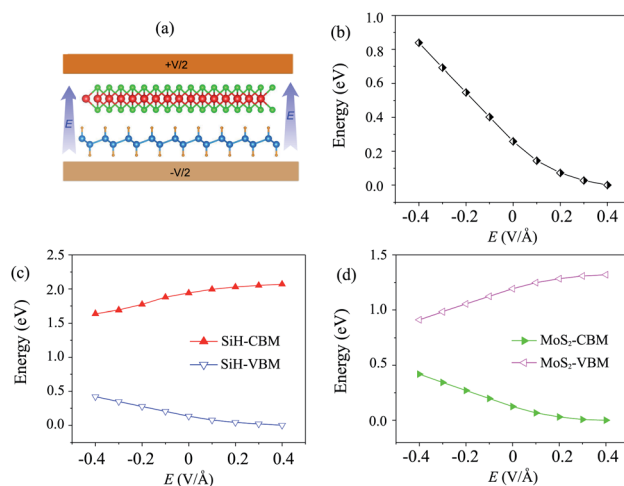 (a)
+V/2
E
E
-V/2
(b)
Energy (eV)
1.0
0.8
0.6
0.4
0.2
0.0
-0.4
-0.2
0
0.2
0.4
E (V/Å)
(c)
Energy (eV)
2.5
2.0
1.5
1.0
0.5
0.0
SiH-CBM
SiH-VBM
-0.4
-0.2
0
0.2
0.4
E (V/Å)
(d)
Energy (eV)
1.5
1.0
0.5
0.0
MoS₂-CBM
MoS₂-VBM
-0.4
-0.2
0
0.2
0.4
E (V/Å)